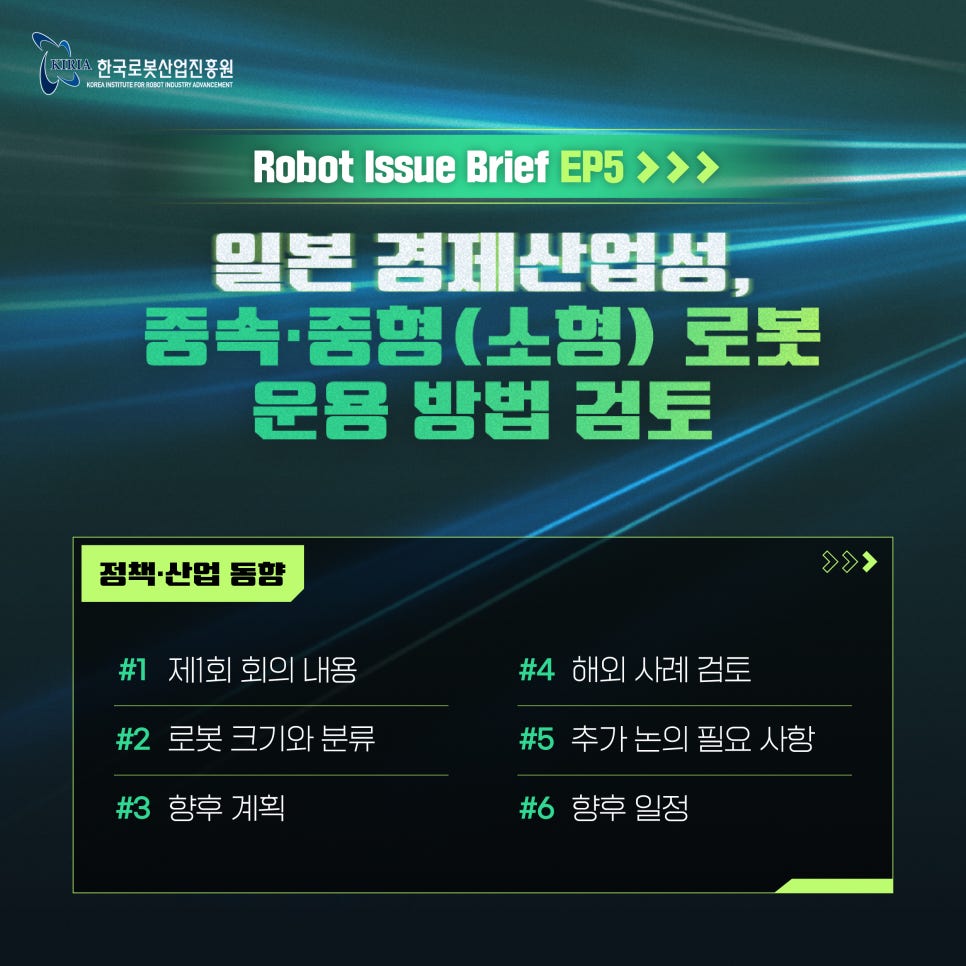 KIRIA 한국로봇산업진흥원
KOREA INSTITUTE FOR ROBOT INDUSTRY ADVANCEMENT
Robot Issue Brief EP5
일본 경제산업성,
중속·중형(소형) 로봇
운용 방법 검토
정책·산업 동향
#1 제1회 회의 내용
#2 로봇 크기와 분류
#3 향후 계획
#4 해외 사례 검토
#5 추가 논의 필요 사항
#6 향후 일정